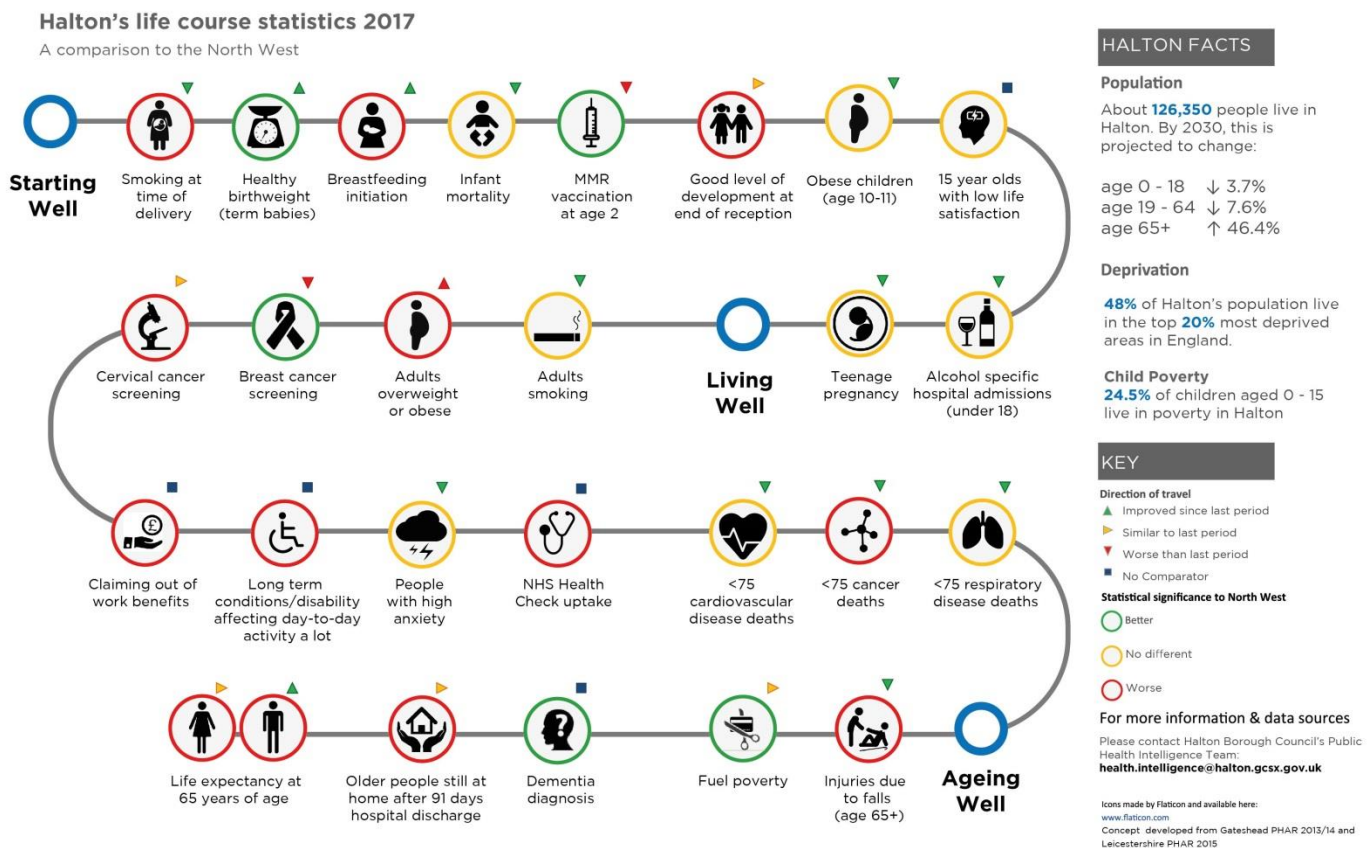 Halton's life course statistics 2017
A comparison to the North West
Starting
Well
Smoking at
time of
delivery
Healthy
birthweight
(term babies)
Breastfeeding
initiation
Infant
mortality
MMR
vaccination
at age 2
Good level of
development at
end of reception
Obese children
(age 10-11)
15 year olds
with low life
satisfaction
Cervical cancer
screening
Breast cancer
screening
Adults
overweight
or obese
Adults
smoking
Living
Well
Teenage
pregnancy
Alcohol specific
hospital admissions
(under 18)
£
Claiming out of
work benefits
Long term
conditions/disability
affecting day-to-day
activity a lot
People
with high
anxiety
NHS Health
Check uptake
<75
cardiovascular
disease deaths
<75 cancer
deaths
<75 respiratory
disease deaths
Life expectancy at
65 years of age
Older people still at
home after 91 days
hospital discharge
?
Dementia
diagnosis
Fuel poverty
Injuries due
to falls
(age 65+)
Ageing
Well
HALTON FACTS
Population
About 126,350 people live in
Halton. By 2030, this is
projected to change:
age 0 - 18 ↓ 3.7%
age 19 - 64 ↓ 7.6%
age 65+ ↑ 46.4%
Deprivation
48% of Halton's population live
in the top 20% most deprived
areas in England.
Child Poverty
24.5% of children aged 0 - 15
live in poverty in Halton
KEY
Direction of travel
Improved since last period
Similar to last period
Worse than last period
No Comparator
Statistical significance to North West
Better
No different
Worse
For more information & data sources
Please contact Halton Borough Council's Public
Health Intelligence Team:
health.intelligence@halton.gcsx.gov.uk
Icons made by Flaticon and available here:
www.flaticon.com
Concept developed from Gateshead PHAR 2013/14 and
Leicestershire PHAR 2015